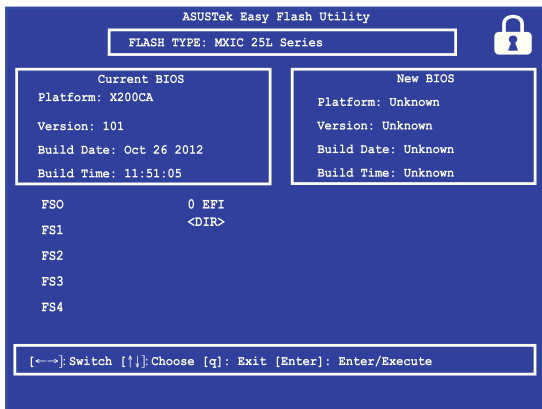 ASUSTek Easy Flash Utility
FLASH TYPE: MXIC 25L Series
Current BIOS
Platform: X200CA
Version: 101
Build Date: Oct 26 2012
Build Time: 11:51:05
New BIOS
Platform: Unknown
Version: Unknown
Build Date: Unknown
Build Time: Unknown
FSO
FS1
FS2
FS3
FS4
0 EFI
<DIR>
[←→]: Switch [↑↓]: Choose [q]: Exit [Enter]: Enter/Execute